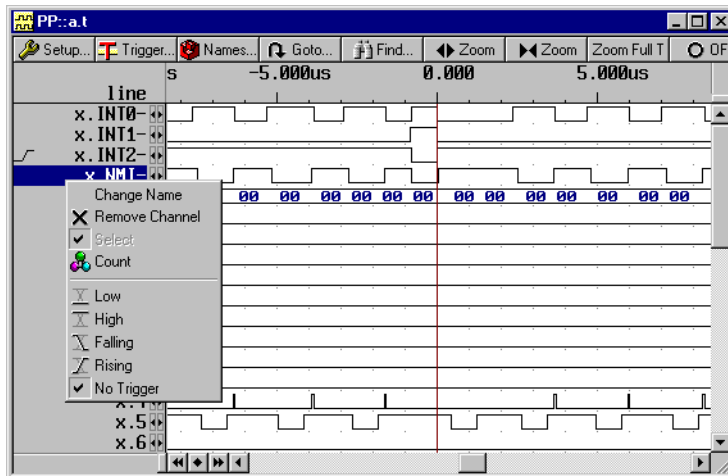 PP::a.t
Setup... Trigger... Names... Goto... Find... Zoom Zoom Zoom Full T OF
s -5.000us 0.000 5.000us
line
x.INT0-
x.INT1-
x.INT2-
x.NMI-
00 00 00 00 00 00 00 00 00 00 00
Change Name
Remove Channel
Select
Count
Low
High
Falling
Rising
No Trigger
x.5
x.6